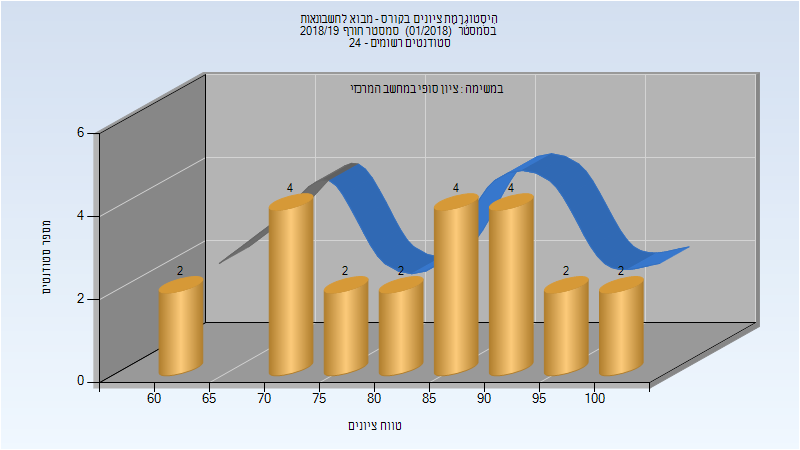 היסטוגרמת ציונים בקורס - מבוא לחשבונאות
בסמסטר (01/2018) סמסטר חורף 2018/19
סטודנטים רשומים - 24
במשימה : ציון סופי במחשב המרכזי
מספר סטודנטים
6
4
2
0
2
4
2
2
4
4
2
2
60 65 70 75 80 85 90 95 100
טווח ציונים